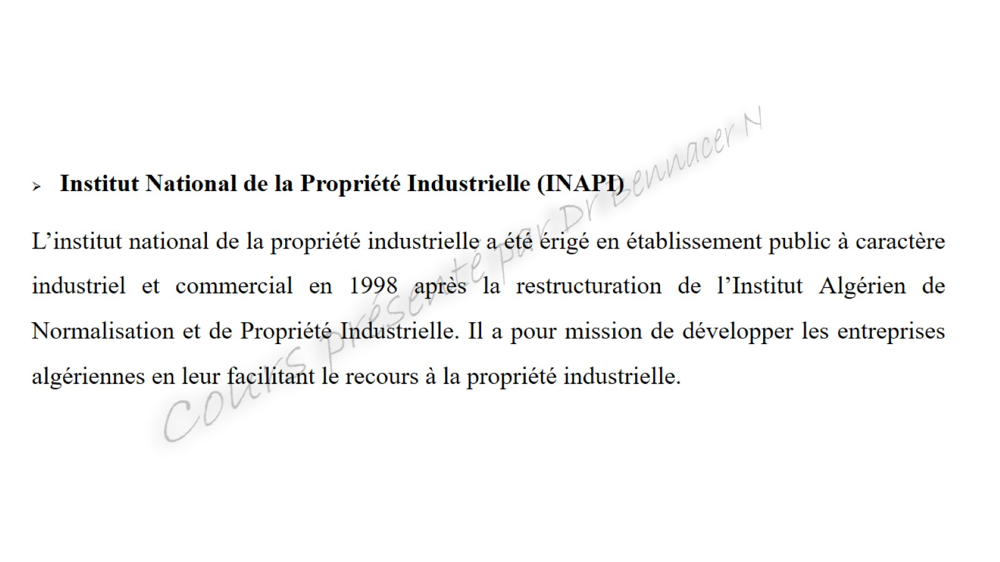 ➢ Institut National de la Propriété Industrielle (INAPI)
L’institut national de la propriété industrielle a été érigé en établissement public à caractère
industriel et commercial en 1998 après la restructuration de l’Institut Algérien de
Normalisation et de Propriété Industrielle. Il a pour mission de développer les entreprises
algériennes en leur facilitant le recours à la propriété industrielle.
Cours présenté par Dr Bennacer N